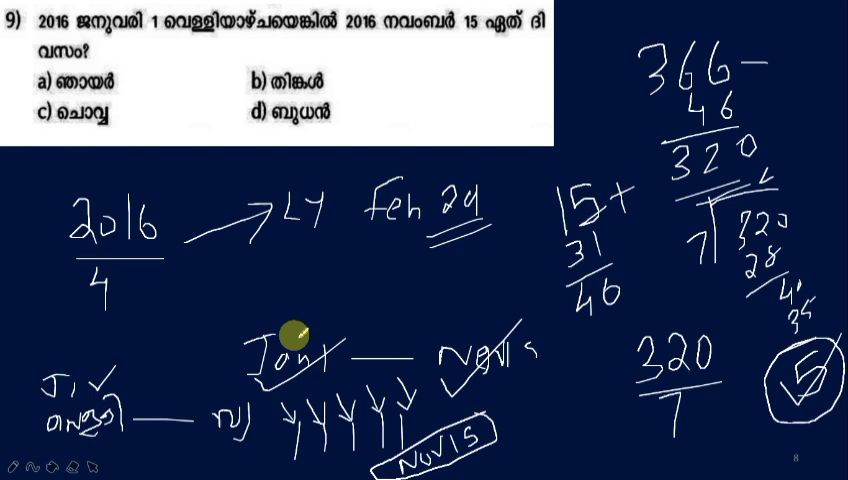 9) 2016 ജനുവരി 1 വെള്ളിയാഴ്ചയെങ്കിൽ 2016 നവംബർ 15 ഏത് ദി
വസം?
a) ഞായർ b) തിങ്കൾ
c) ചൊവ്വ d) ബുധൻ
366 —
46
320
2016
4
LY Feb 29
15+
31
46
7 320
28
40
35
Jan 1 —
J1
വെള്ളി —
NOV 15
320
7
5
8